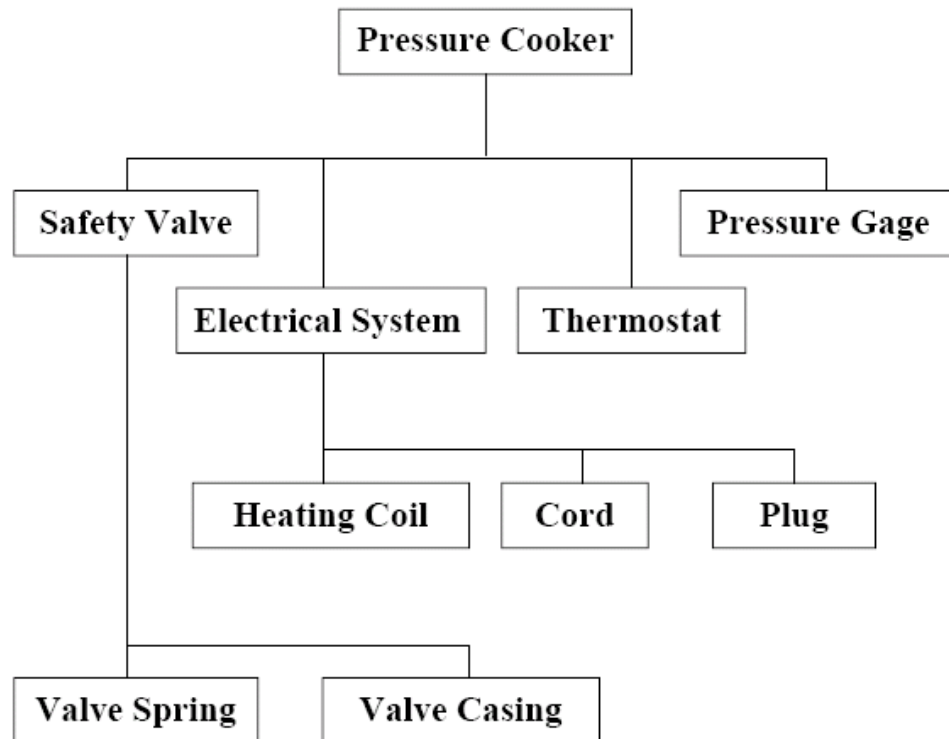 Pressure Cooker
Safety Valve
Pressure Gage
Electrical System
Thermostat
Heating Coil
Cord
Plug
Valve Spring
Valve Casing